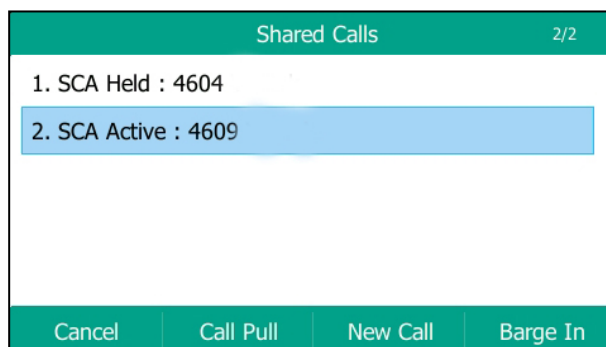 Shared Calls 2/2
1. SCA Held : 4604
2. SCA Active : 4609
Cancel Call Pull New Call Barge In